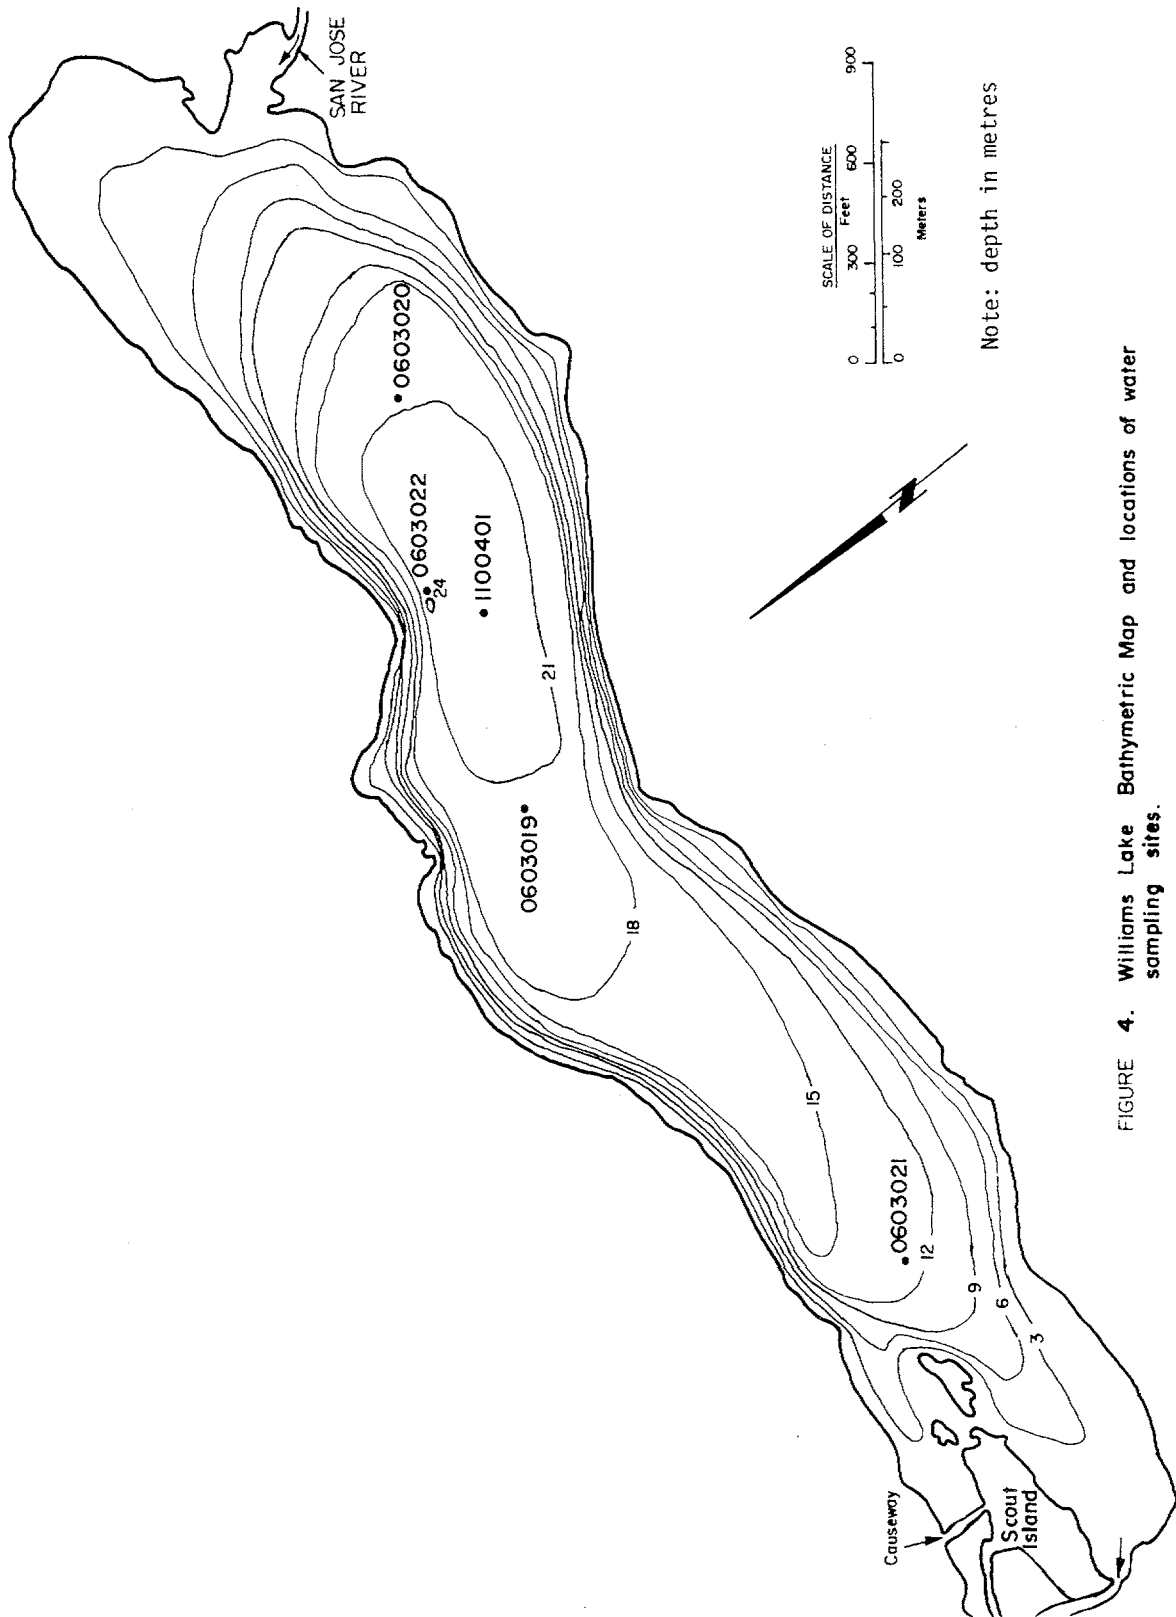 SAN JOSE
RIVER
0603020
0603022
24
1100401
21
0603019
18
15
0603021
12
9
6
3
Causeway
Scout
Island
SCALE OF DISTANCE
Feet
0 300 600 900
0 100 200
Meters
Note: depth in metres
N
FIGURE 4. Williams Lake Bathymetric Map and locations of water
sampling sites.